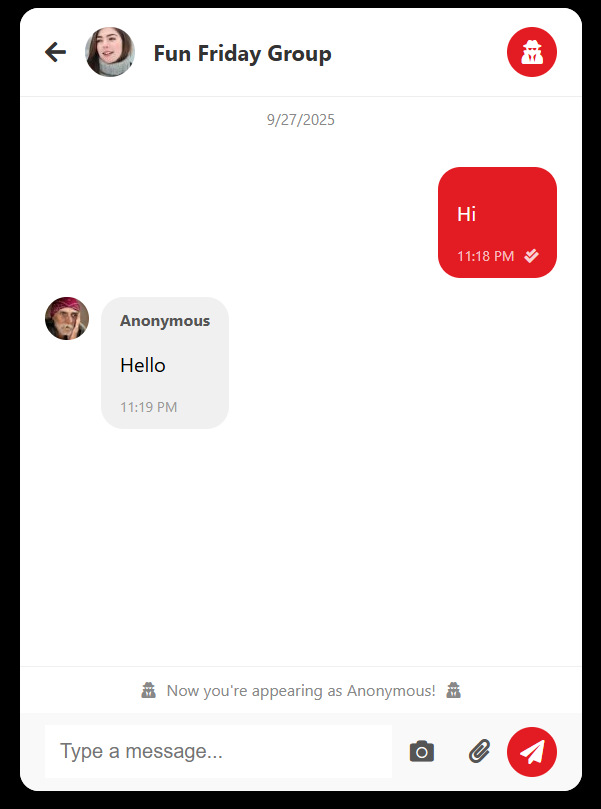 Fun Friday Group
9/27/2025
Hi
11:18 PM
Anonymous
Hello
11:19 PM
Now you're appearing as Anonymous!
Type a message...